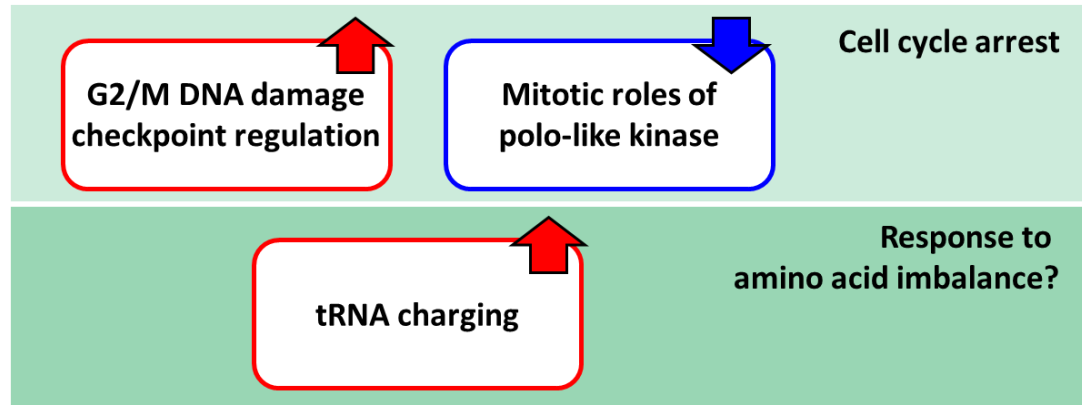 Cell cycle arrest
G2/M DNA damage
checkpoint regulation
Mitotic roles of
polo-like kinase
Response to
amino acid imbalance?
tRNA charging